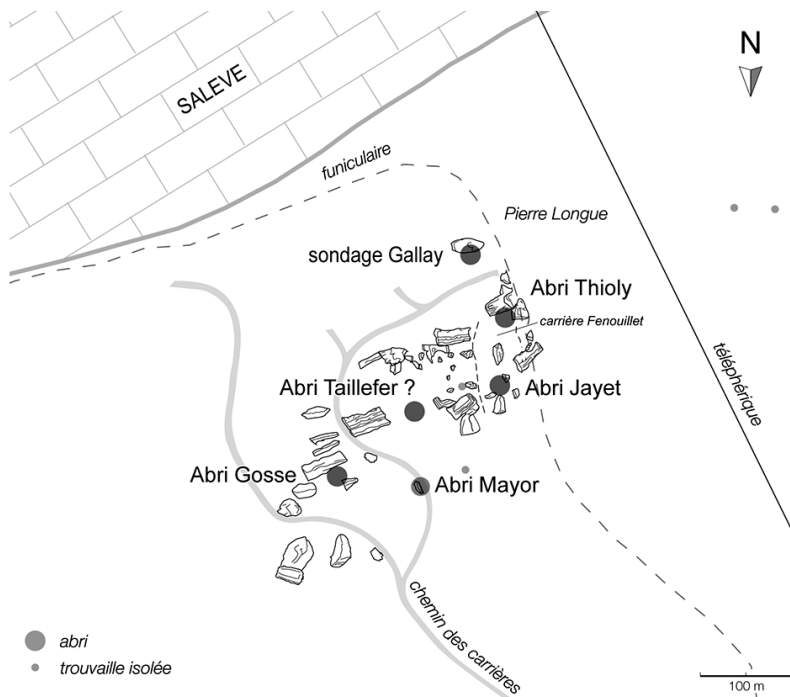 N
SALEVE
funiculaire
Pierre Longue
sondage Gallay
Abri Thioly
carrière Fenouillet
téléphérique
Abri Taillefer ?
Abri Jayet
Abri Gosse
Abri Mayor
chemin des carrières
abri
trouvaille isolée
100 m